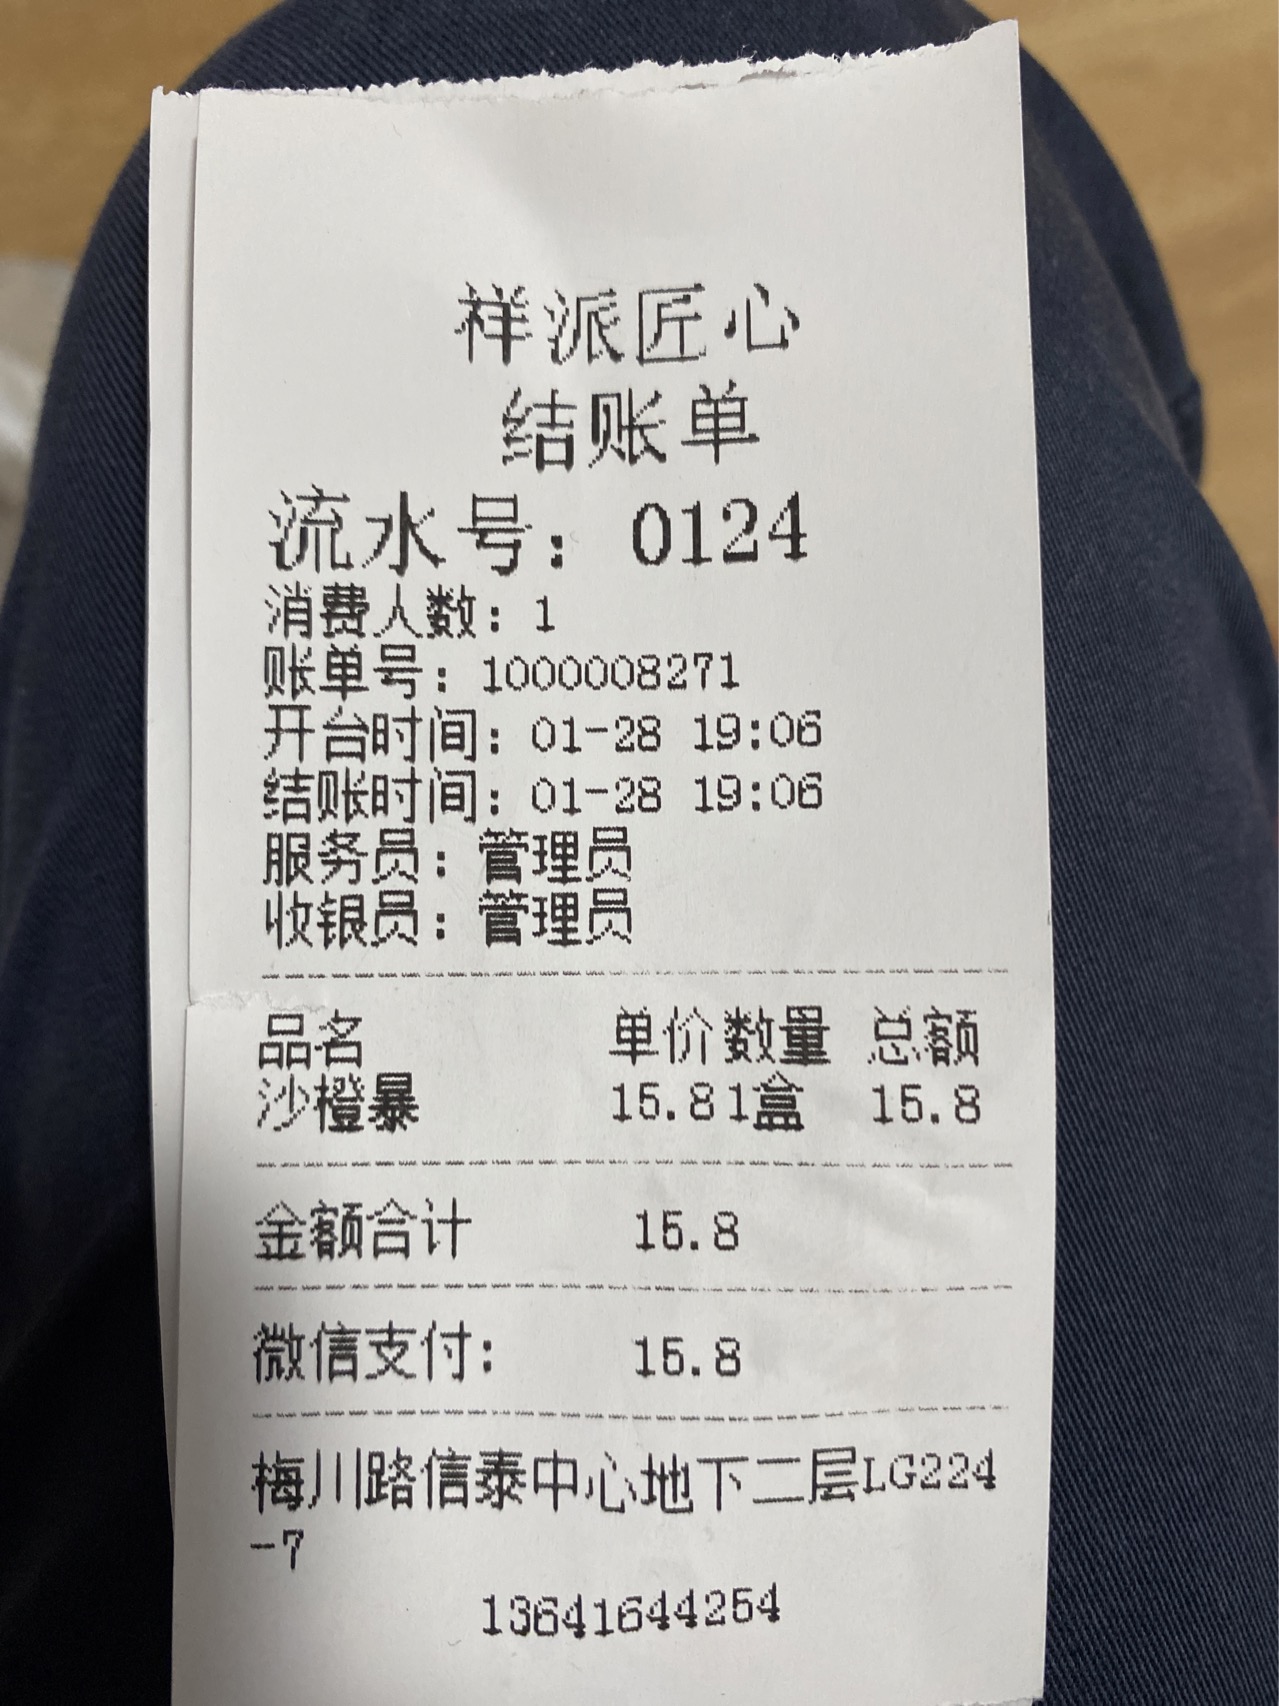 祥派匠心
结账单
流水号：0124
消费人数：1
账单号：1000008271
开台时间：01-28 19:06
结账时间：01-28 19:06
服务员：管理员
收银员：管理员
品名 单价 数量 总额
沙橙暴 15.8 1盒 15.8
金额合计 15.8
微信支付: 15.8
梅川路信泰中心地下二层LG224
-7
13641644254